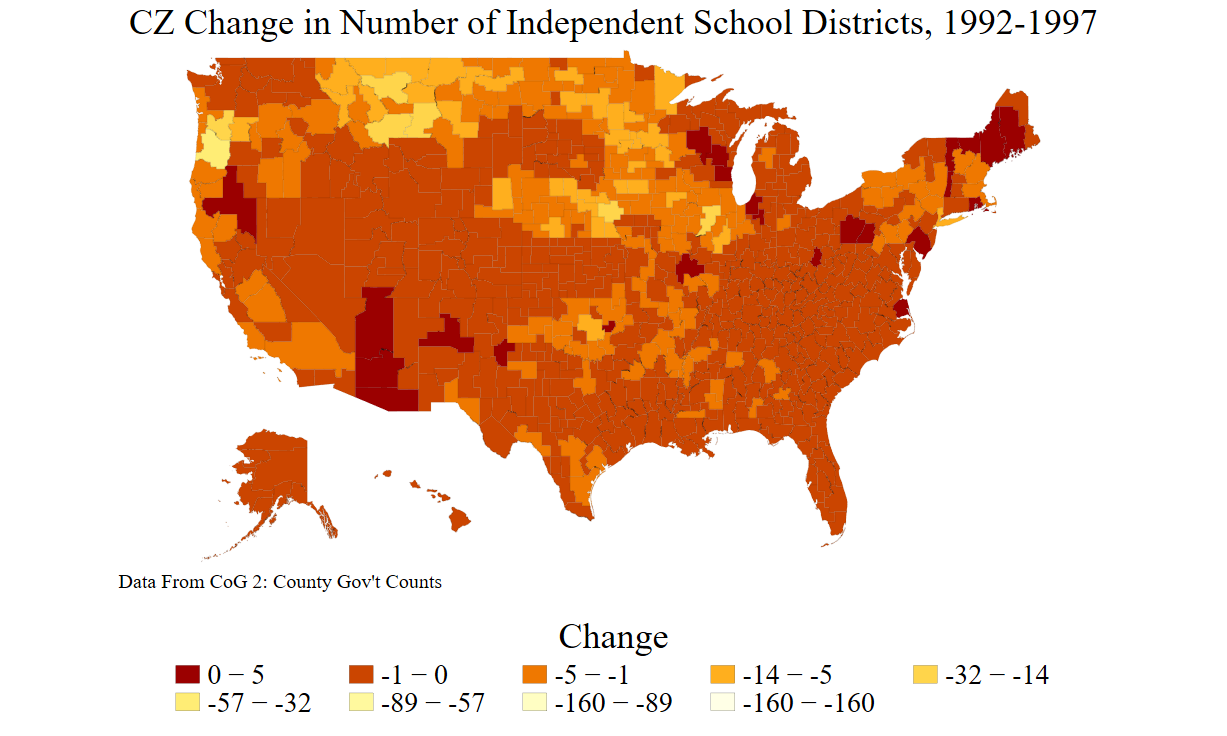 CZ Change in Number of Independent School Districts, 1992-1997
Data From CoG 2: County Gov't Counts
Change
0 − 5 -1 − 0 -5 − -1 -14 − -5 -32 − -14
-57 − -32 -89 − -57 -160 − -89 -160 − -160